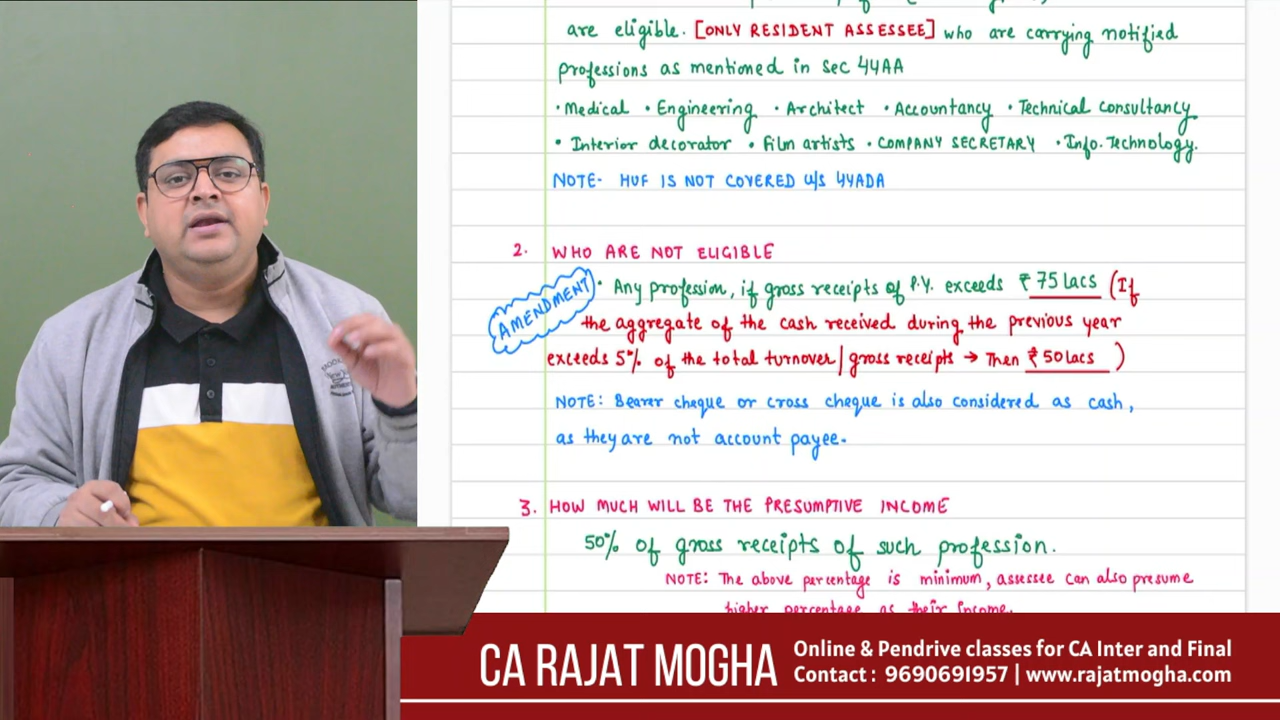 are eligible. [ONLY RESIDENT ASSESSEE] who are carrying notified
professions as mentioned in Sec 44AA
· Medical · Engineering · Architect · Accountancy · Technical consultancy
· Interior decorator · Film artists · COMPANY SECRETARY · Info. Technology.
NOTE- HUF IS NOT COVERED U/S 44ADA
2. WHO ARE NOT ELIGIBLE
AMENDMENT · Any profession, if gross receipts of P.Y. exceeds ₹ 75 lacs (If
the aggregate of the cash received during the previous year
exceeds 5% of the total turnover/gross receipts → Then ₹ 50 lacs )
NOTE: Bearer cheque or cross cheque is also considered as cash,
as they are not account payee.
3. HOW MUCH WILL BE THE PRESUMPTIVE INCOME
50% of gross receipts of such profession.
NOTE: The above percentage is minimum, assessee can also presume
higher percentage as their Income.
CA RAJAT MOGHA
Online & Pendrive classes for CA Inter and Final
Contact : 9690691957 | www.rajatmogha.com